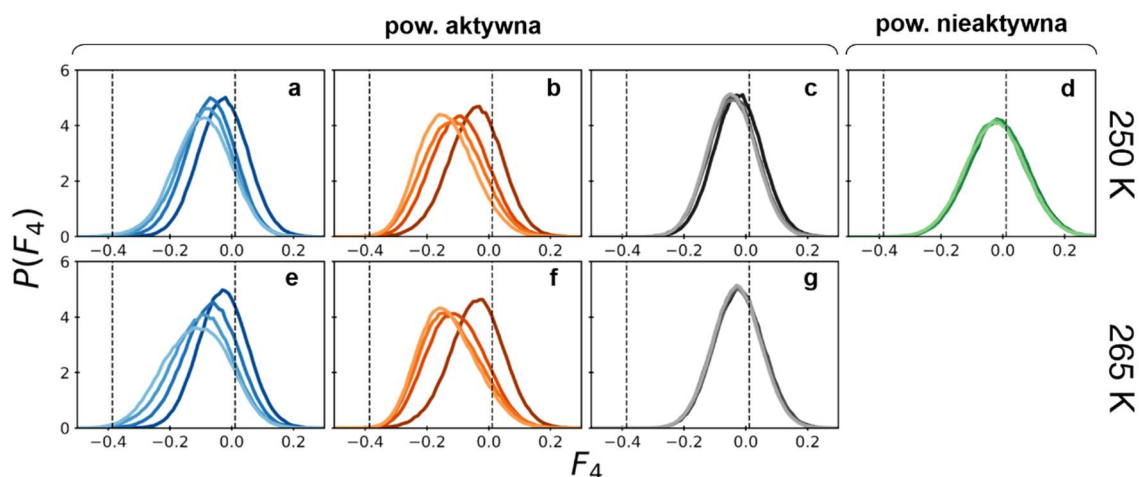 pow. aktywna pow. nieaktywna
6 a b c d
4
2
0
−0.4 −0.2 0.0 0.2 −0.4 −0.2 0.0 0.2 −0.4 −0.2 0.0 0.2 −0.4 −0.2 0.0 0.2
250 K
P(F₄)
6 e f g
4
2
0
−0.4 −0.2 0.0 0.2 −0.4 −0.2 0.0 0.2 −0.4 −0.2 0.0 0.2
265 K
F₄